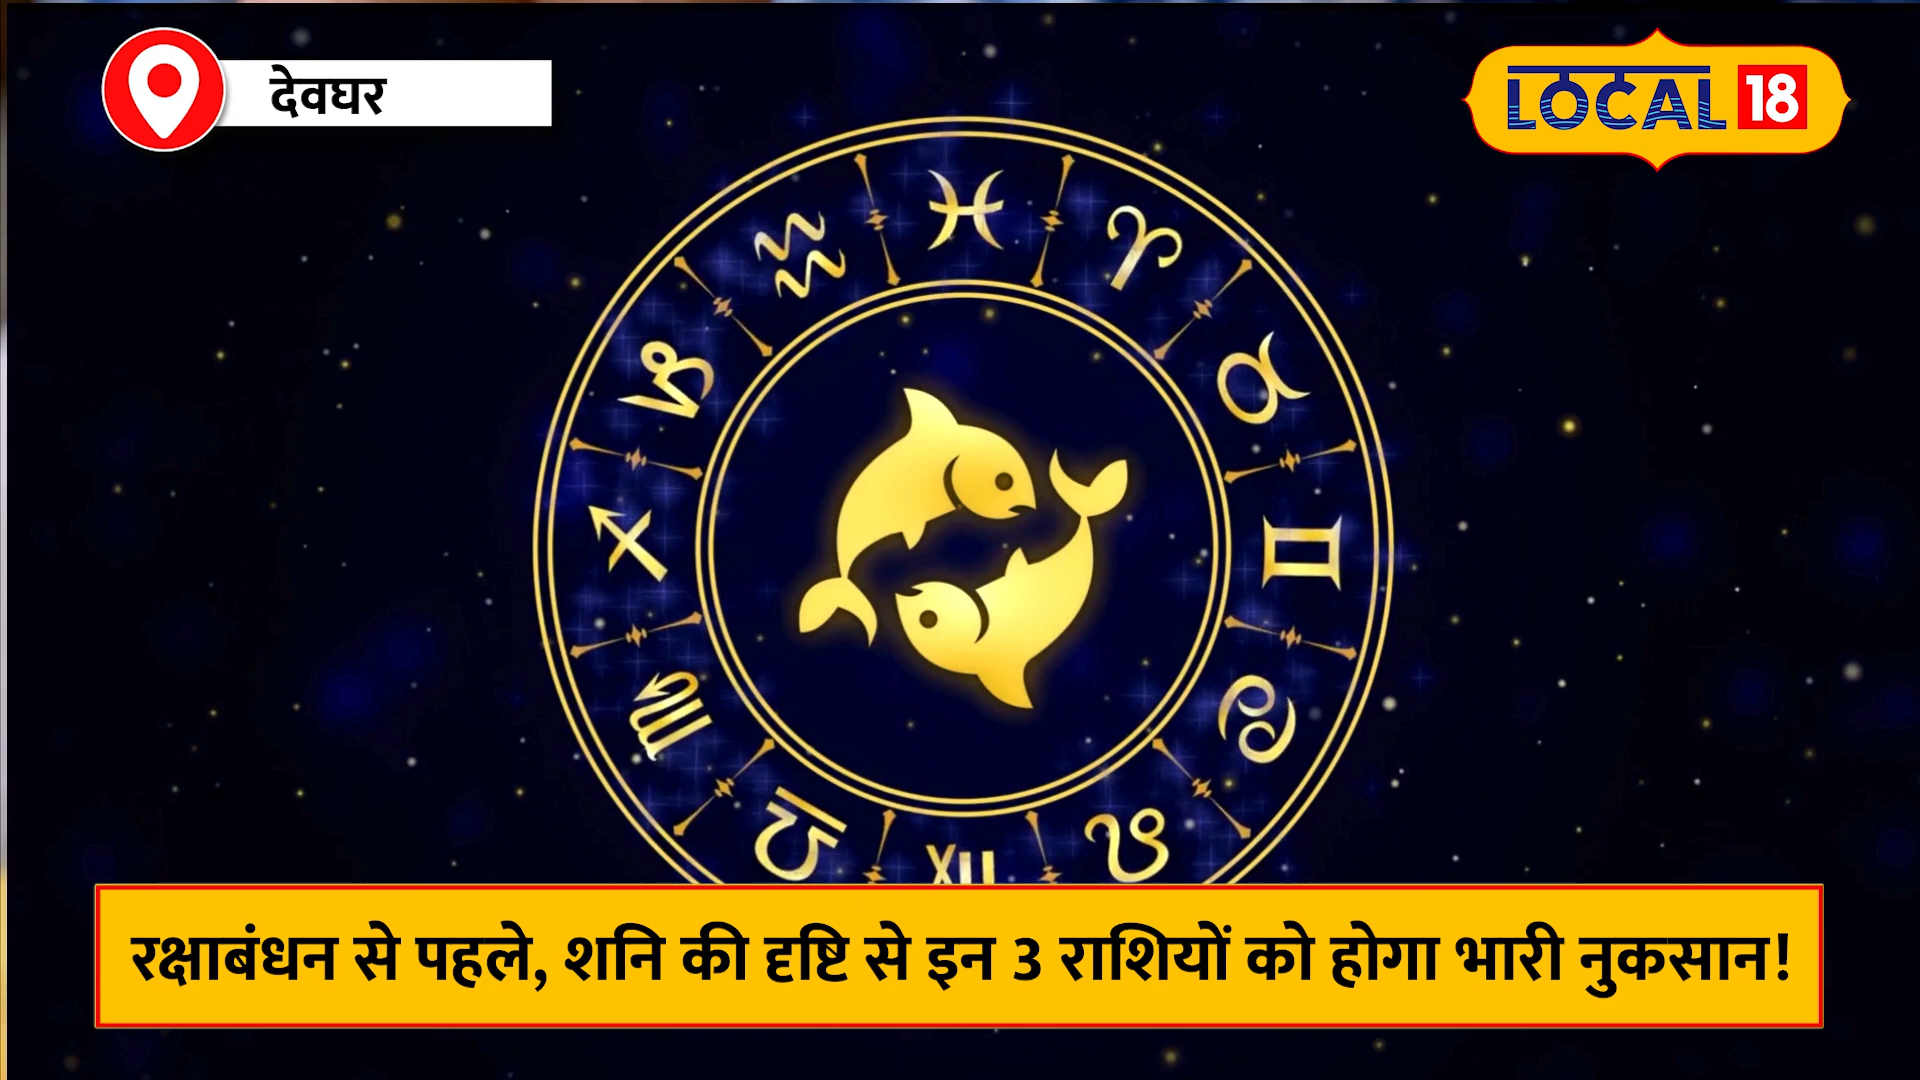 देवघर
LOCAL 18
रक्षाबंधन से पहले, शनि की दृष्टि से इन 3 राशियों को होगा भारी नुकसान!